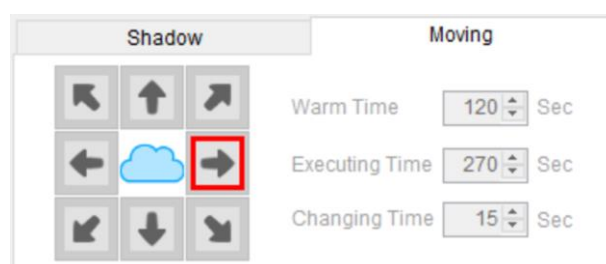 Shadow Moving
Warm Time 120 Sec
Executing Time 270 Sec
Changing Time 15 Sec